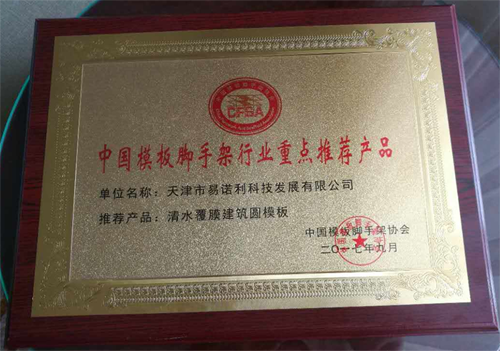 CFSA
中国模板脚手架行业重点推荐产品
单位名称：天津市易诺利科技发展有限公司
推荐产品：清水覆膜建筑圆模板
中国模板脚手架协会
二〇一七年九月